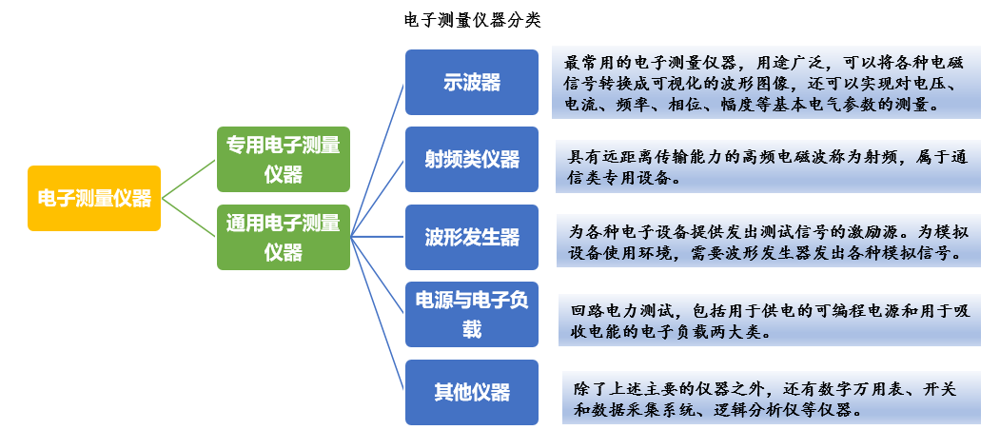 电子测量仪器分类
电子测量仪器
专用电子测量
仪器
通用电子测量
仪器
示波器
最常用的电子测量仪器，用途广泛，可以将各种电磁
信号转换成可视化的波形图像，还可以实现对电压、
电流、频率、相位、幅度等基本电气参数的测量。
射频类仪器
具有远距离传输能力的高频电磁波称为射频，属于通
信类专用设备。
波形发生器
为各种电子设备提供发出测试信号的激励源。为模拟
设备使用环境，需要波形发生器发出各种模拟信号。
电源与电子负
载
回路电力测试，包括用于供电的可编程电源和用于吸
收电能的电子负载两大类。
其他仪器
除了上述主要的仪器之外，还有数字万用表、开关
和数据采集系统、逻辑分析仪等仪器。